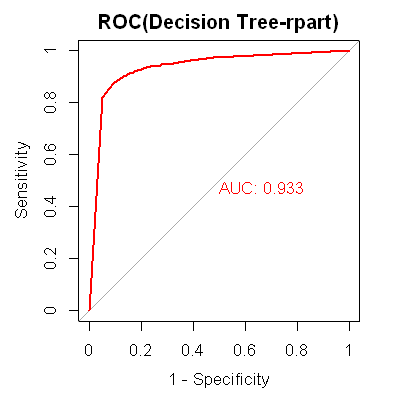 ROC(Decision Tree-rpart)
Sensitivity
1
0.8
0.6
0.4
0.2
0
AUC: 0.933
0 0.2 0.4 0.6 0.8 1
1 - Specificity